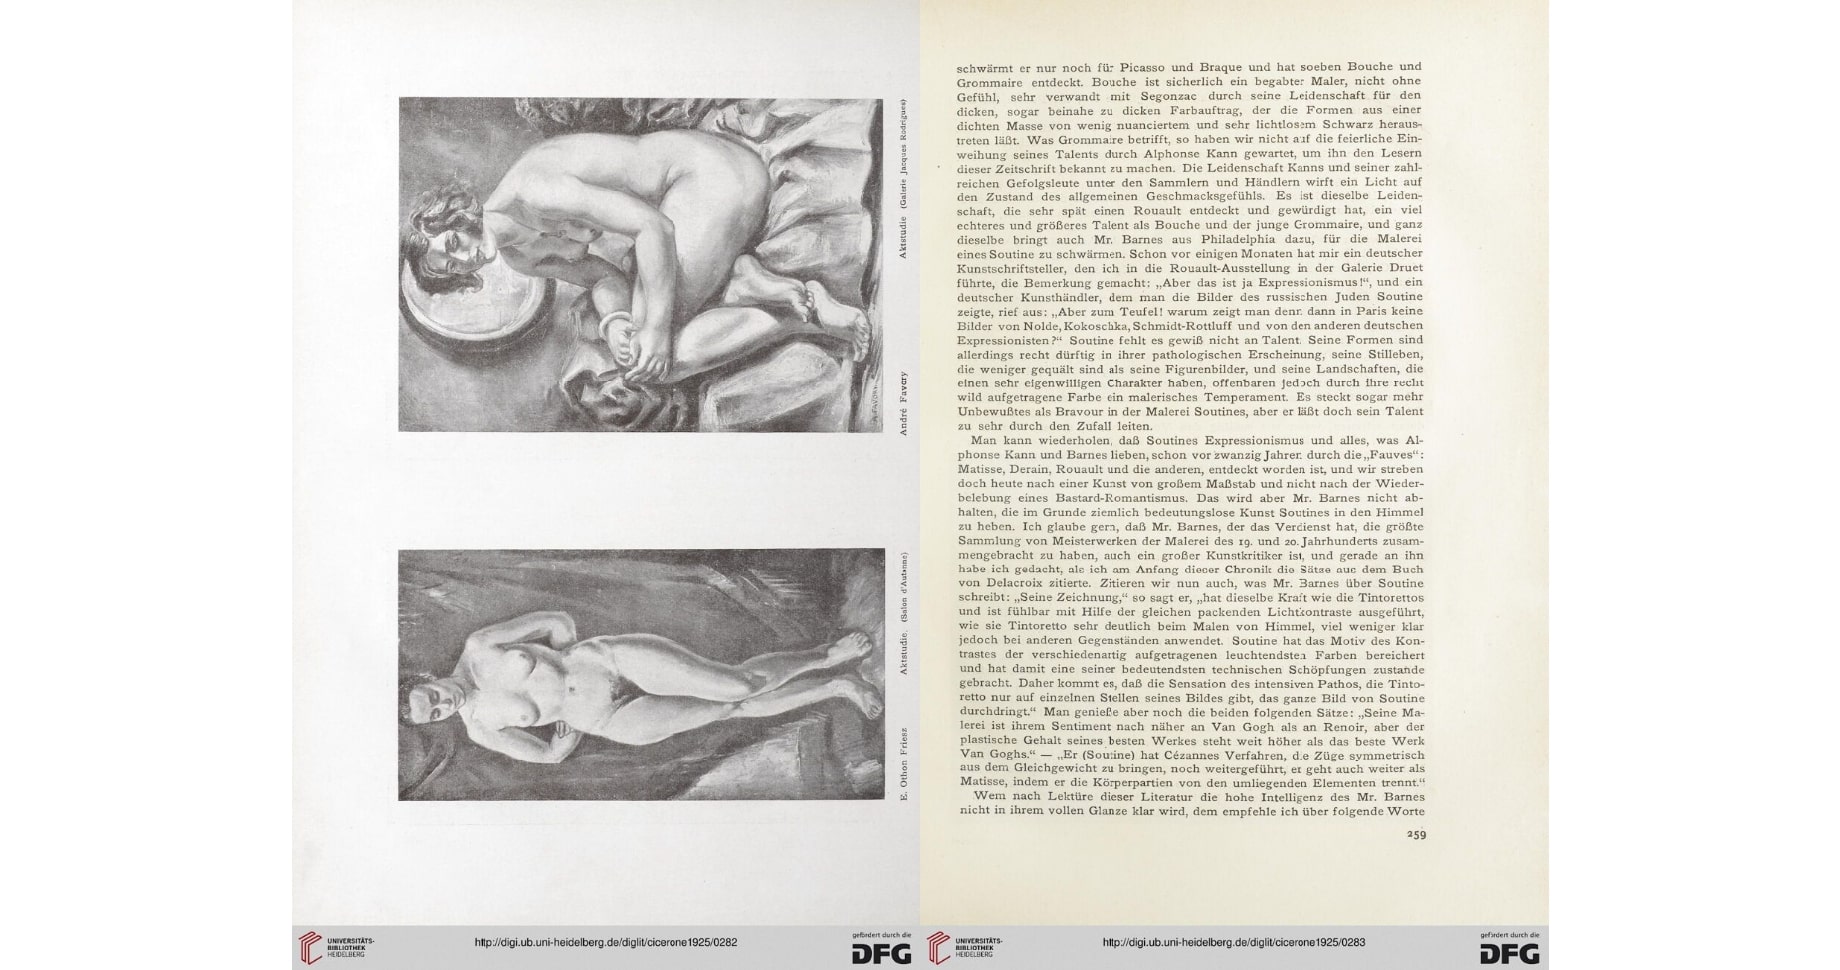 Aktstudie (Galerie Jacques Rodrigues)
André Favory
A. FAVORY
Aktstudie. (Salon d'Automne)
E. Othon Friesz
UNIVERSITÄTS-
BIBLIOTHEK
HEIDELBERG
http://digi.ub.uni-heidelberg.de/diglit/cicerone1925/0282
gefördert durch die
DFG
schwärmt er nur noch für Picasso und Braque und hat soeben Bouche und
Grommaire entdeckt. Bouche ist sicherlich ein begabter Maler, nicht ohne
Gefühl, sehr verwandt mit Segonzac durch seine Leidenschaft für den
dicken, sogar beinahe zu dicken Farbauftrag, der die Formen aus einer
dichten Masse von wenig nuanciertem und sehr lichtlosem Schwarz heraus-
treten läßt. Was Grommaire betrifft, so haben wir nicht auf die feierliche Ein-
weihung seines Talents durch Alphonse Kann gewartet, um ihn den Lesern
dieser Zeitschrift bekannt zu machen. Die Leidenschaft Kanns und seiner zahl-
reichen Gefolgsleute unter den Sammlern und Händlern wirft ein Licht auf
den Zustand des allgemeinen Geschmacksgefühls. Es ist dieselbe Leiden-
schaft, die sehr spät einen Rouault entdeckt und gewürdigt hat, ein viel
echteres und größeres Talent als Bouche und der junge Grommaire, und ganz
dieselbe bringt auch Mr. Barnes aus Philadelphia dazu, für die Malerei
eines Soutine zu schwärmen. Schon vor einigen Monaten hat mir ein deutscher
Kunstschriftsteller, den ich in die Rouault-Ausstellung in der Galerie Druet
führte, die Bemerkung gemacht: „Aber das ist ja Expressionismus!“, und ein
deutscher Kunsthändler, dem man die Bilder des russischen Juden Soutine
zeigte, rief aus: „Aber zum Teufel! warum zeigt man denn dann in Paris keine
Bilder von Nolde, Kokoschka, Schmidt-Rottluff und von den anderen deutschen
Expressionisten?“ Soutine fehlt es gewiß nicht an Talent. Seine Formen sind
allerdings recht dürftig in ihrer pathologischen Erscheinung, seine Stilleben,
die weniger gequält sind als seine Figurenbilder, und seine Landschaften, die
einen sehr eigenwilligen Charakter haben, offenbaren jedoch durch ihre recht
wild aufgetragene Farbe ein malerisches Temperament. Es steckt sogar mehr
Unbewußtes als Bravour in der Malerei Soutines, aber er läßt doch sein Talent
zu sehr durch den Zufall leiten.
Man kann wiederholen, daß Soutines Expressionismus und alles, was Al-
phonse Kann und Barnes lieben, schon vor zwanzig Jahren durch die „Fauves“:
Matisse, Derain, Rouault und die anderen, entdeckt worden ist, und wir streben
doch heute nach einer Kunst von großem Maßstab und nicht nach der Wieder-
belebung eines Bastard-Romantismus. Das wird aber Mr. Barnes nicht ab-
halten, die im Grunde ziemlich bedeutungslose Kunst Soutines in den Himmel
zu heben. Ich glaube gern, daß Mr. Barnes, der das Verdienst hat, die größte
Sammlung von Meisterwerken der Malerei des 19. und 20. Jahrhunderts zusam-
mengebracht zu haben, auch ein großer Kunstkritiker ist, und gerade an ihn
habe ich gedacht, als ich am Anfang dieser Chronik die Sätze aus dem Buch
von Delacroix zitierte. Zitieren wir nun auch, was Mr. Barnes über Soutine
schreibt: „Seine Zeichnung,“ so sagt er, „hat dieselbe Kraft wie die Tintorettos
und ist fühlbar mit Hilfe der gleichen packenden Lichtkontraste ausgeführt,
wie sie Tintoretto sehr deutlich beim Malen von Himmel, viel weniger klar
jedoch bei anderen Gegenständen anwendet. Soutine hat das Motiv des Kon-
trastes der verschiedenartig aufgetragenen leuchtendsten Farben bereichert
und hat damit eine seiner bedeutendsten technischen Schöpfungen zustande
gebracht. Daher kommt es, daß die Sensation des intensiven Pathos, die Tinto-
retto nur auf einzelnen Stellen seines Bildes gibt, das ganze Bild von Soutine
durchdringt.“ Man genieße aber noch die beiden folgenden Sätze: „Seine Ma-
lerei ist ihrem Sentiment nach näher an Van Gogh als an Renoir, aber der
plastische Gehalt seines besten Werkes steht weit höher als das beste Werk
Van Goghs.“ — „Er (Soutine) hat Cézannes Verfahren, die Züge symmetrisch
aus dem Gleichgewicht zu bringen, noch weitergeführt, er geht auch weiter als
Matisse, indem er die Körperpartien von den umliegenden Elementen trennt.“
Wem nach Lektüre dieser Literatur die hohe Intelligenz des Mr. Barnes
nicht in ihrem vollen Glanze klar wird, dem empfehle ich über folgende Worte
259
UNIVERSITÄTS-
BIBLIOTHEK
HEIDELBERG
http://digi.ub.uni-heidelberg.de/diglit/cicerone1925/0283
gefördert durch die
DFG